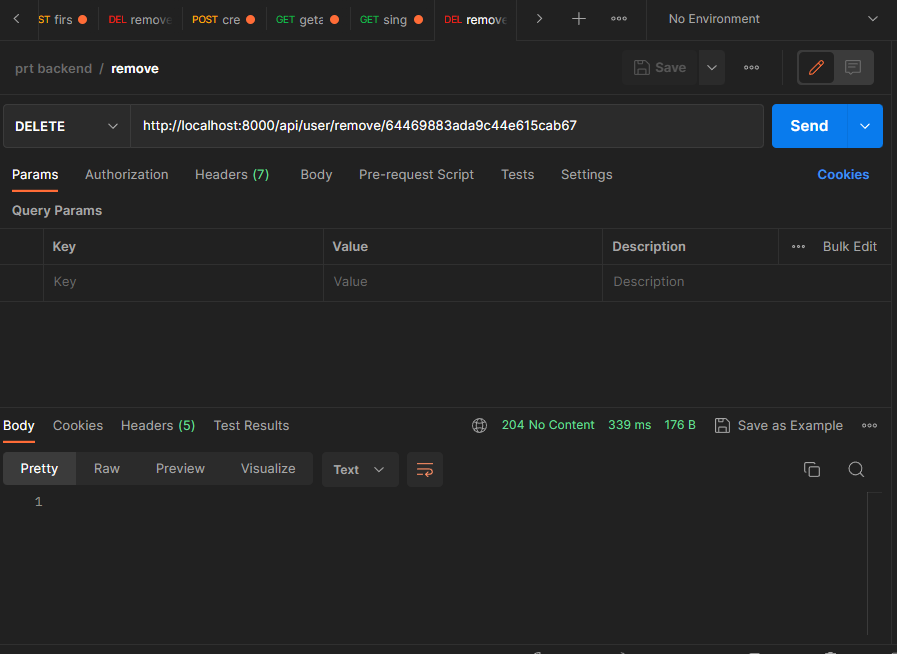 ST firs DEL remove POST cre GET geta GET sing DEL remove No Environment
prt backend / remove Save
DELETE http://localhost:8000/api/user/remove/64469883ada9c44e615cab67 Send
Params Authorization Headers (7) Body Pre-request Script Tests Settings Cookies
Query Params
Key Value Description Bulk Edit
Key Value Description
Body Cookies Headers (5) Test Results 204 No Content 339 ms 176 B Save as Example
Pretty Raw Preview Visualize Text
1